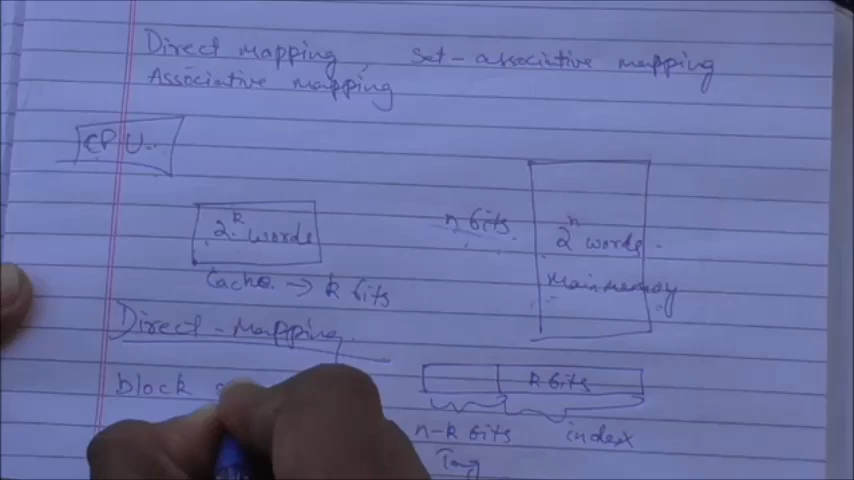 Direct mapping, Set-associative mapping
Associative mapping
CPU
2^k words
n bits
2^n words
Cache → k bits
Main memory
Direct-Mapping
k bits
block
n-k bits index
Tag